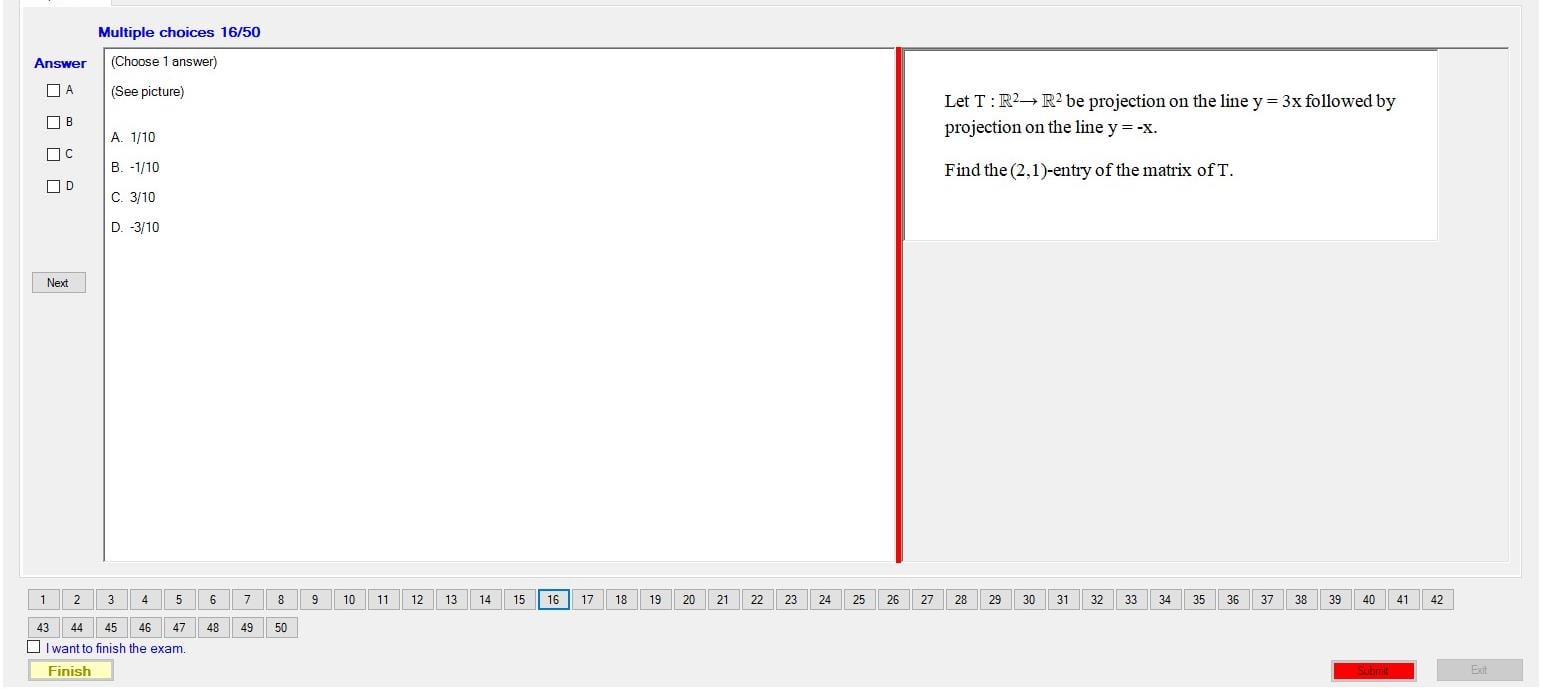 Multiple choices 16/50
Answer
(Choose 1 answer)
A
(See picture)
B
C
D
A. 1/10
B. -1/10
C. 3/10
D. -3/10
Next
Let T : ℝ²→ ℝ² be projection on the line y = 3x followed by
projection on the line y = -x.
Find the (2,1)-entry of the matrix of T.
1 2 3 4 5 6 7 8 9 10 11 12 13 14 15 16 17 18 19 20 21 22 23 24 25 26 27 28 29 30 31 32 33 34 35 36 37 38 39 40 41 42
43 44 45 46 47 48 49 50
I want to finish the exam.
Finish
Submit
Exit